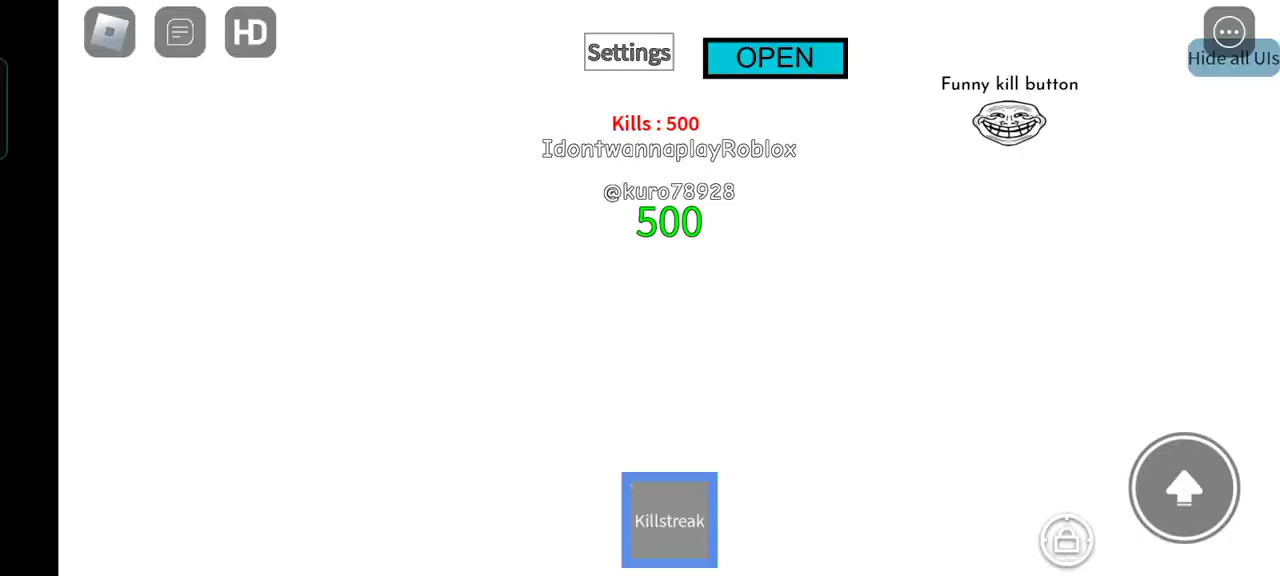 HD
Settings
OPEN
Hide all UIs
Funny kill button
Kills : 500
IdontwannaplayRoblox
@kuro78928
500
Killstreak